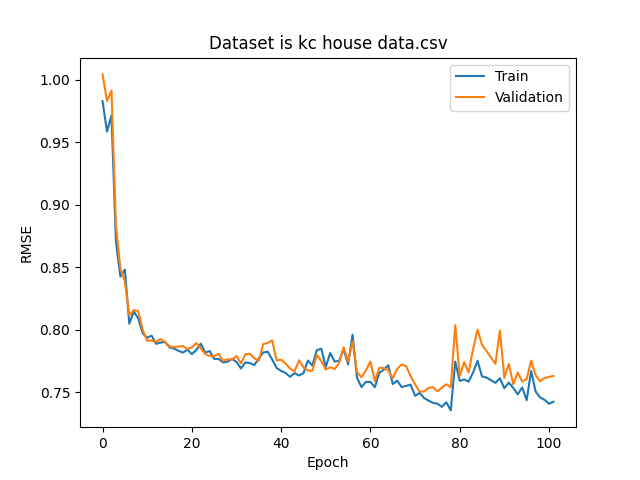 Dataset is kc house data.csv
Train
Validation
RMSE
1.00
0.95
0.90
0.85
0.80
0.75
0 20 40 60 80 100
Epoch